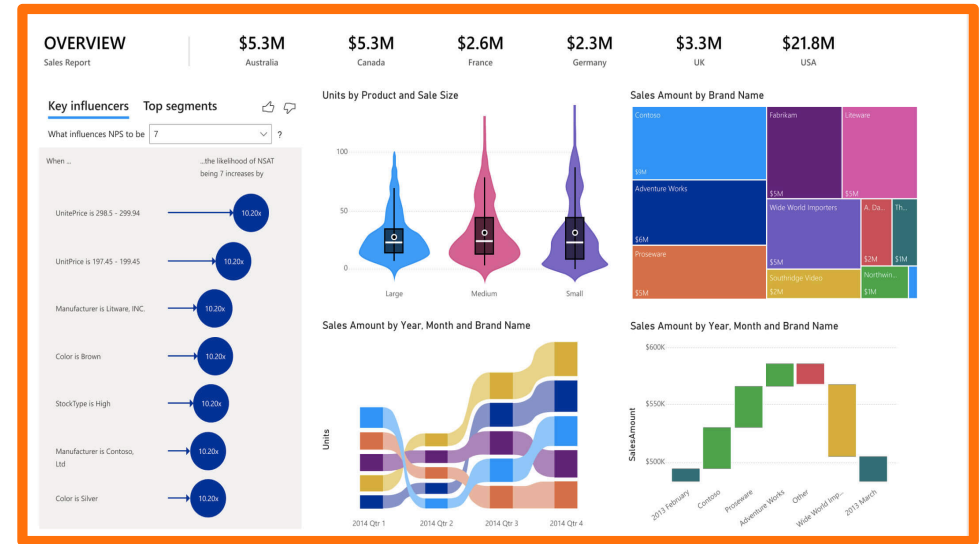 OVERVIEW
Sales Report
$5.3M
Australia
$5.3M
Canada
$2.6M
France
$2.3M
Germany
$3.3M
UK
$21.8M
USA
Key influencers Top segments
What influences NPS to be 7 ?
When ...
...the likelihood of NSAT
being 7 increases by
UnitePrice is 298.5 - 299.94
10.20x
UnitPrice is 197.45 - 199.45
10.20x
Manufacturer is Litware, INC.
10.20x
Color is Brown
10.20x
StockType is High
10.20x
Manufacturer is Contoso,
Ltd
10.20x
Color is Silver
10.20x
Units by Product and Sale Size
100
50
0
Large
Medium
Small
Sales Amount by Brand Name
Contoso
$9M
Adventure Works
$6M
Proseware
$5M
Fabrikam
$5M
Liteware
$5M
Wide World Importers
$5M
A. Da...
$2M
Th...
$1M
Southridge Video
$2M
Northwin...
$1M
Sales Amount by Year, Month and Brand Name
Units
2014 Qtr 1
2014 Qtr 2
2014 Qtr 3
2014 Qtr 4
Sales Amount by Year, Month and Brand Name
SalesAmount
$600K
$550K
$500K
2013 February
Contoso
Proseware
Adventure Works
Other
Wide World Imp...
2013 March